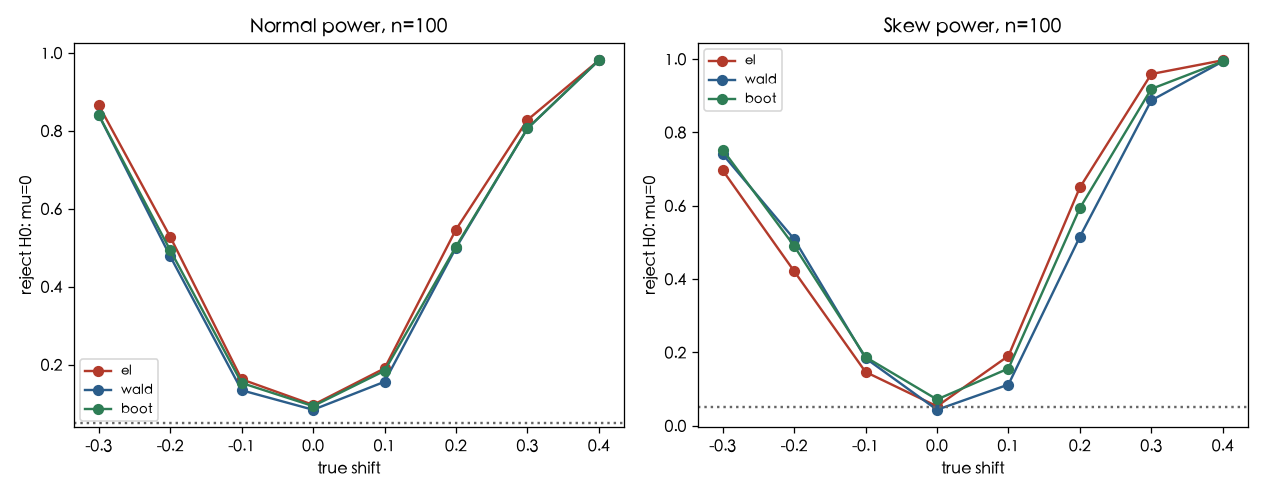 Normal power, n=100
reject H0: mu=0
1.0
0.8
0.6
0.4
0.2
el
wald
boot
-0.3 -0.2 -0.1 0.0 0.1 0.2 0.3 0.4
true shift
Skew power, n=100
reject H0: mu=0
1.0
0.8
0.6
0.4
0.2
0.0
el
wald
boot
-0.3 -0.2 -0.1 0.0 0.1 0.2 0.3 0.4
true shift